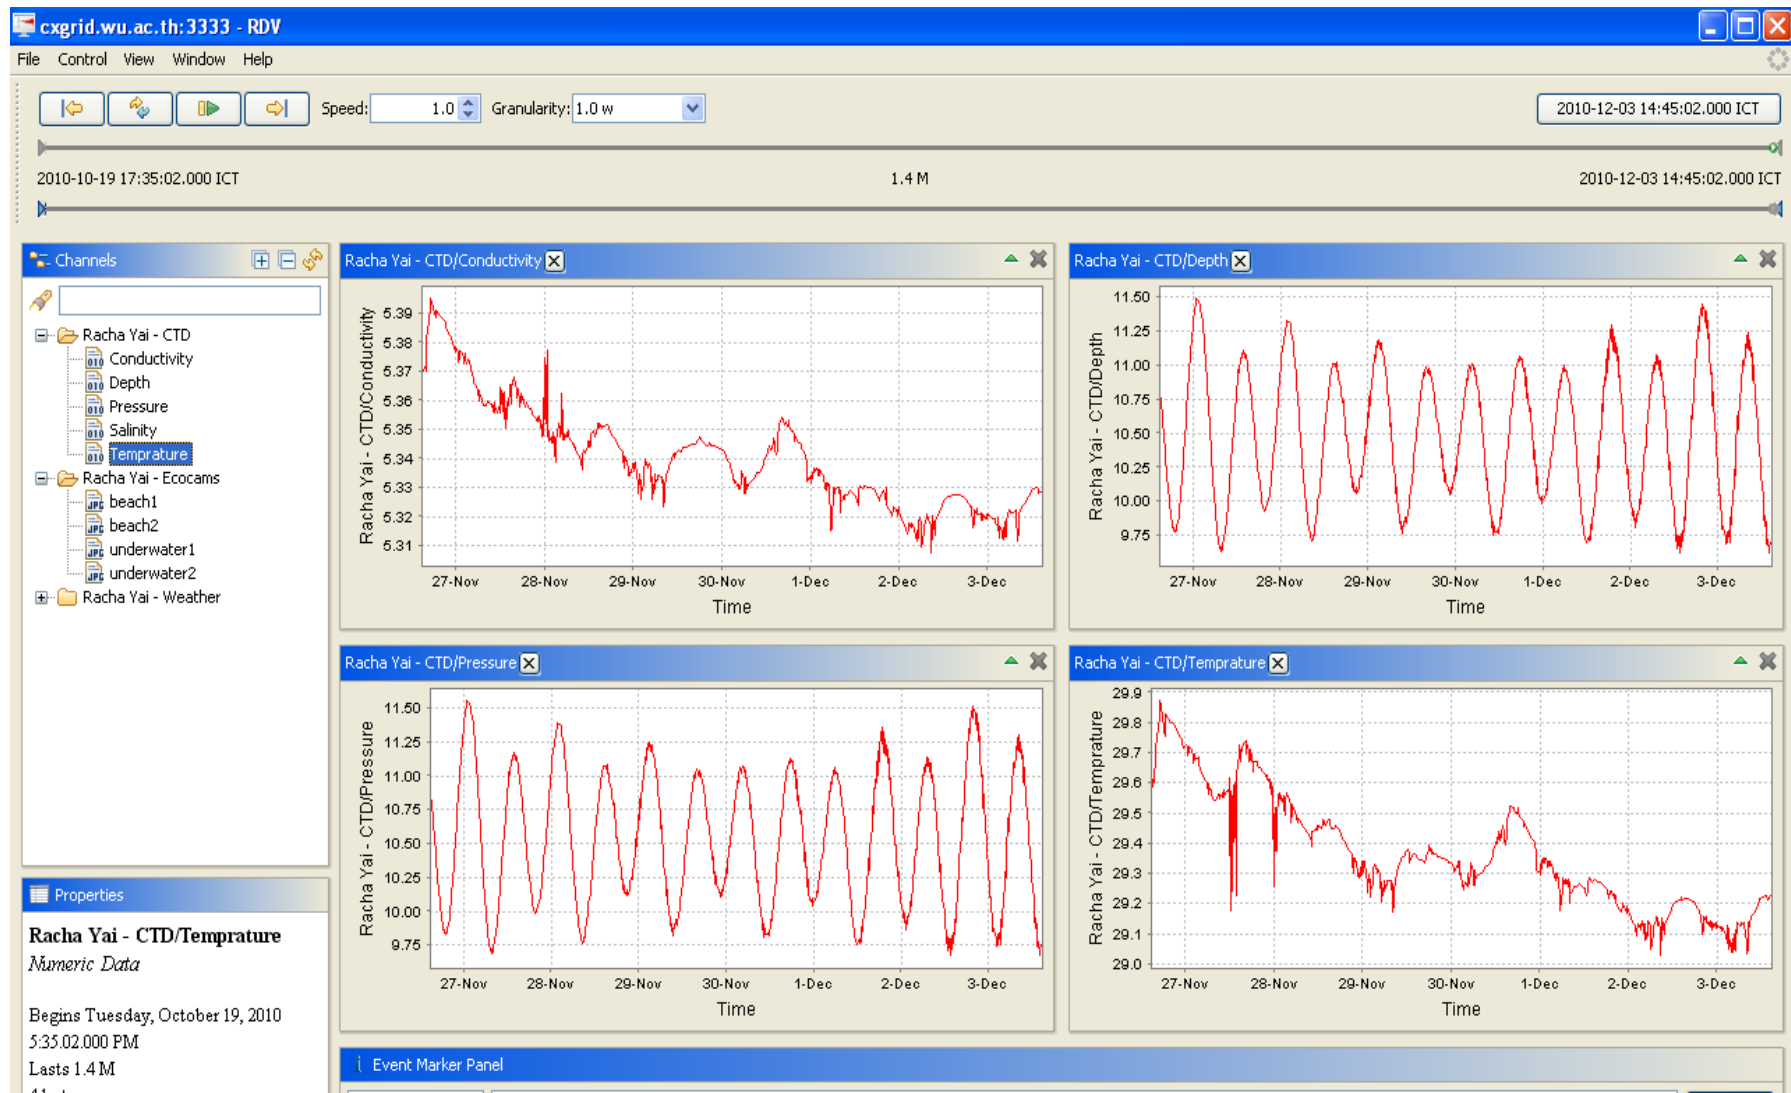 cxgrid.wu.ac.th:3333 - RDV
File Control View Window Help
Speed: 1.0 Granularity: 1.0 w 2010-12-03 14:45:02.000 ICT
2010-10-19 17:35:02.000 ICT 1.4 M 2010-12-03 14:45:02.000 ICT
Channels
Racha Yai - CTD
Conductivity
Depth
Pressure
Salinity
Temprature
Racha Yai - Ecocams
beach1
beach2
underwater1
underwater2
Racha Yai - Weather
Properties
Racha Yai - CTD/Temprature
Numeric Data
Begins Tuesday, October 19, 2010
5:35.02.000 PM
Lasts 1.4 M
Racha Yai - CTD/Conductivity
Racha Yai - CTD/Conductivity
5.39
5.38
5.37
5.36
5.35
5.34
5.33
5.32
5.31
27-Nov 28-Nov 29-Nov 30-Nov 1-Dec 2-Dec 3-Dec
Time
Racha Yai - CTD/Depth
Racha Yai - CTD/Depth
11.50
11.25
11.00
10.75
10.50
10.25
10.00
9.75
27-Nov 28-Nov 29-Nov 30-Nov 1-Dec 2-Dec 3-Dec
Time
Racha Yai - CTD/Pressure
Racha Yai - CTD/Pressure
11.50
11.25
11.00
10.75
10.50
10.25
10.00
9.75
27-Nov 28-Nov 29-Nov 30-Nov 1-Dec 2-Dec 3-Dec
Time
Racha Yai - CTD/Temprature
Racha Yai - CTD/Temprature
29.9
29.8
29.7
29.6
29.5
29.4
29.3
29.2
29.1
29.0
27-Nov 28-Nov 29-Nov 30-Nov 1-Dec 2-Dec 3-Dec
Time
Event Marker Panel